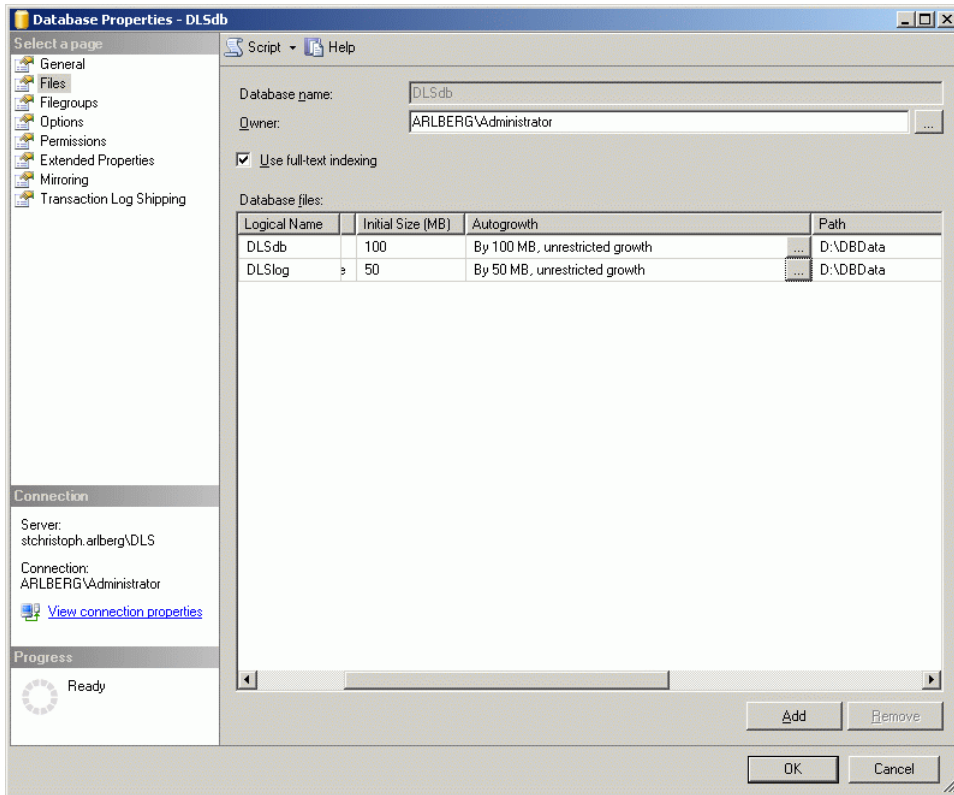 Database Properties - DLSdb
Select a page
General
Files
Filegroups
Options
Permissions
Extended Properties
Mirroring
Transaction Log Shipping
Script Help
Database name: DLSdb
Owner: ARLBERG\Administrator ...
Use full-text indexing
Database files:
Logical Name Initial Size (MB) Autogrowth Path
DLSdb 100 By 100 MB, unrestricted growth ... D:\DBData
DLSlog e 50 By 50 MB, unrestricted growth ... D:\DBData
Connection
Server:
stchristoph.arlberg\DLS
Connection:
ARLBERG\Administrator
View connection properties
Progress
Ready
Add Remove
OK Cancel